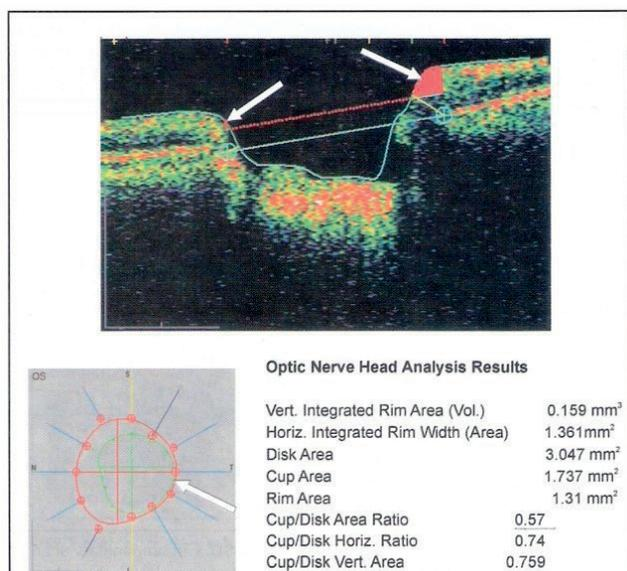 OS
S
N
T
I
Optic Nerve Head Analysis Results
Vert. Integrated Rim Area (Vol.) 0.159 mm³
Horiz. Integrated Rim Width (Area) 1.361mm²
Disk Area 3.047 mm²
Cup Area 1.737 mm²
Rim Area 1.31 mm²
Cup/Disk Area Ratio 0.57
Cup/Disk Horiz. Ratio 0.74
Cup/Disk Vert. Area 0.759